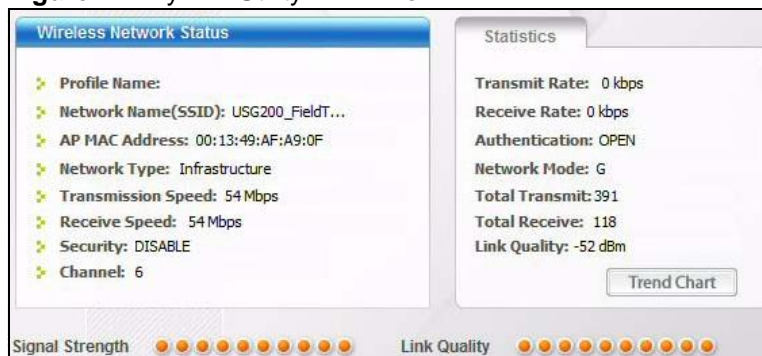 Wireless Network Status
Profile Name:
Network Name(SSID): USG200_FieldT...
AP MAC Address: 00:13:49:AF:A9:0F
Network Type: Infrastructure
Transmission Speed: 54 Mbps
Receive Speed: 54 Mbps
Security: DISABLE
Channel: 6
Statistics
Transmit Rate: 0 kbps
Receive Rate: 0 kbps
Authentication: OPEN
Network Mode: G
Total Transmit: 391
Total Receive: 118
Link Quality: -52 dBm
Trend Chart
Signal Strength
Link Quality